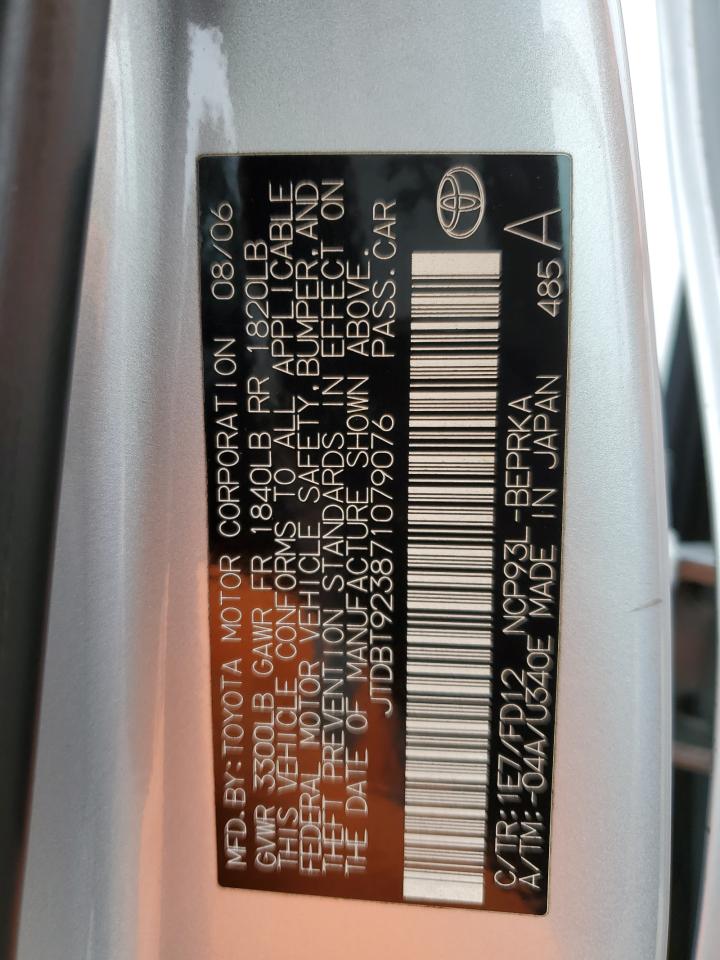 MFD.BY:TOYOTA MOTOR CORPORATION 08/06
GVWR 3300LB GAWR FR 1840LB RR 1820LB
THIS VEHICLE CONFORMS TO ALL APPLICABLE
FEDERAL MOTOR VEHICLE SAFETY,BUMPER,AND
THEFT PREVENTION STANDARDS IN EFFECT ON
THE DATE OF MANUFACTURE SHOWN ABOVE.
JTDBT923871079076 PASS.CAR
C/TR:1E7/FD12 NCP93L-BEPRKA
A/TM:-04A/U340E MADE IN JAPAN 485 A